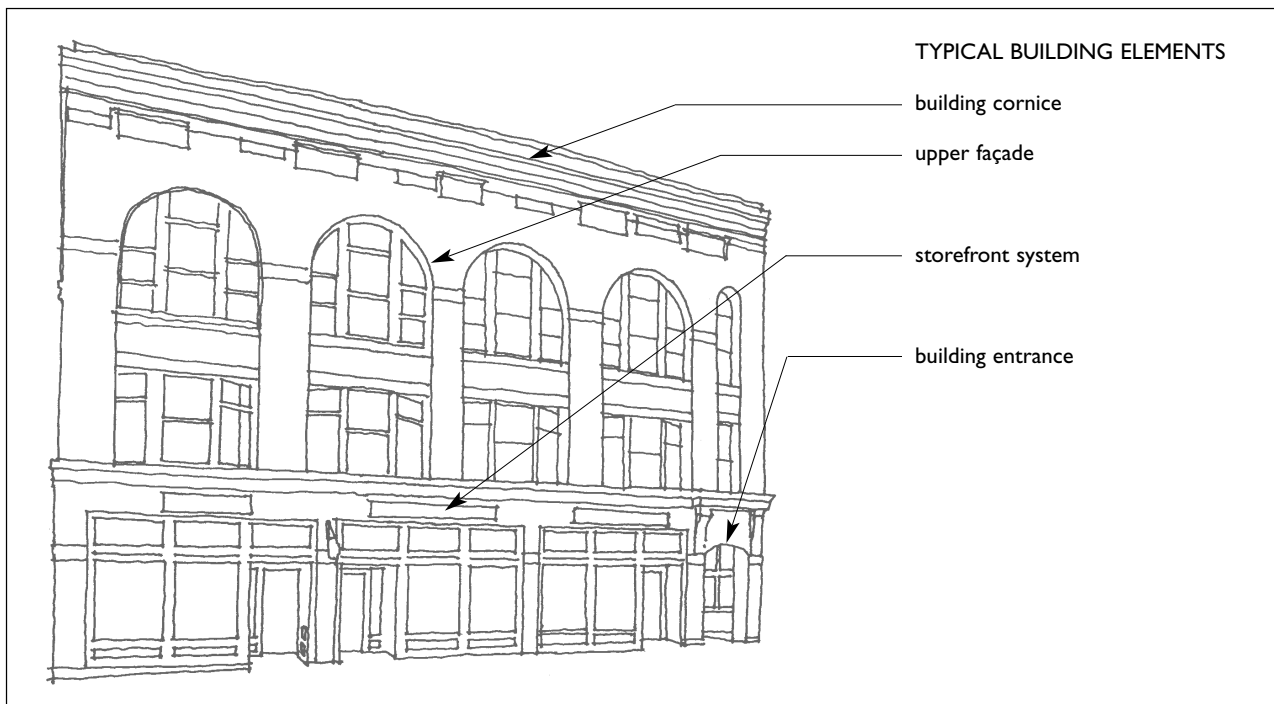 TYPICAL BUILDING ELEMENTS
building cornice
upper façade
storefront system
building entrance